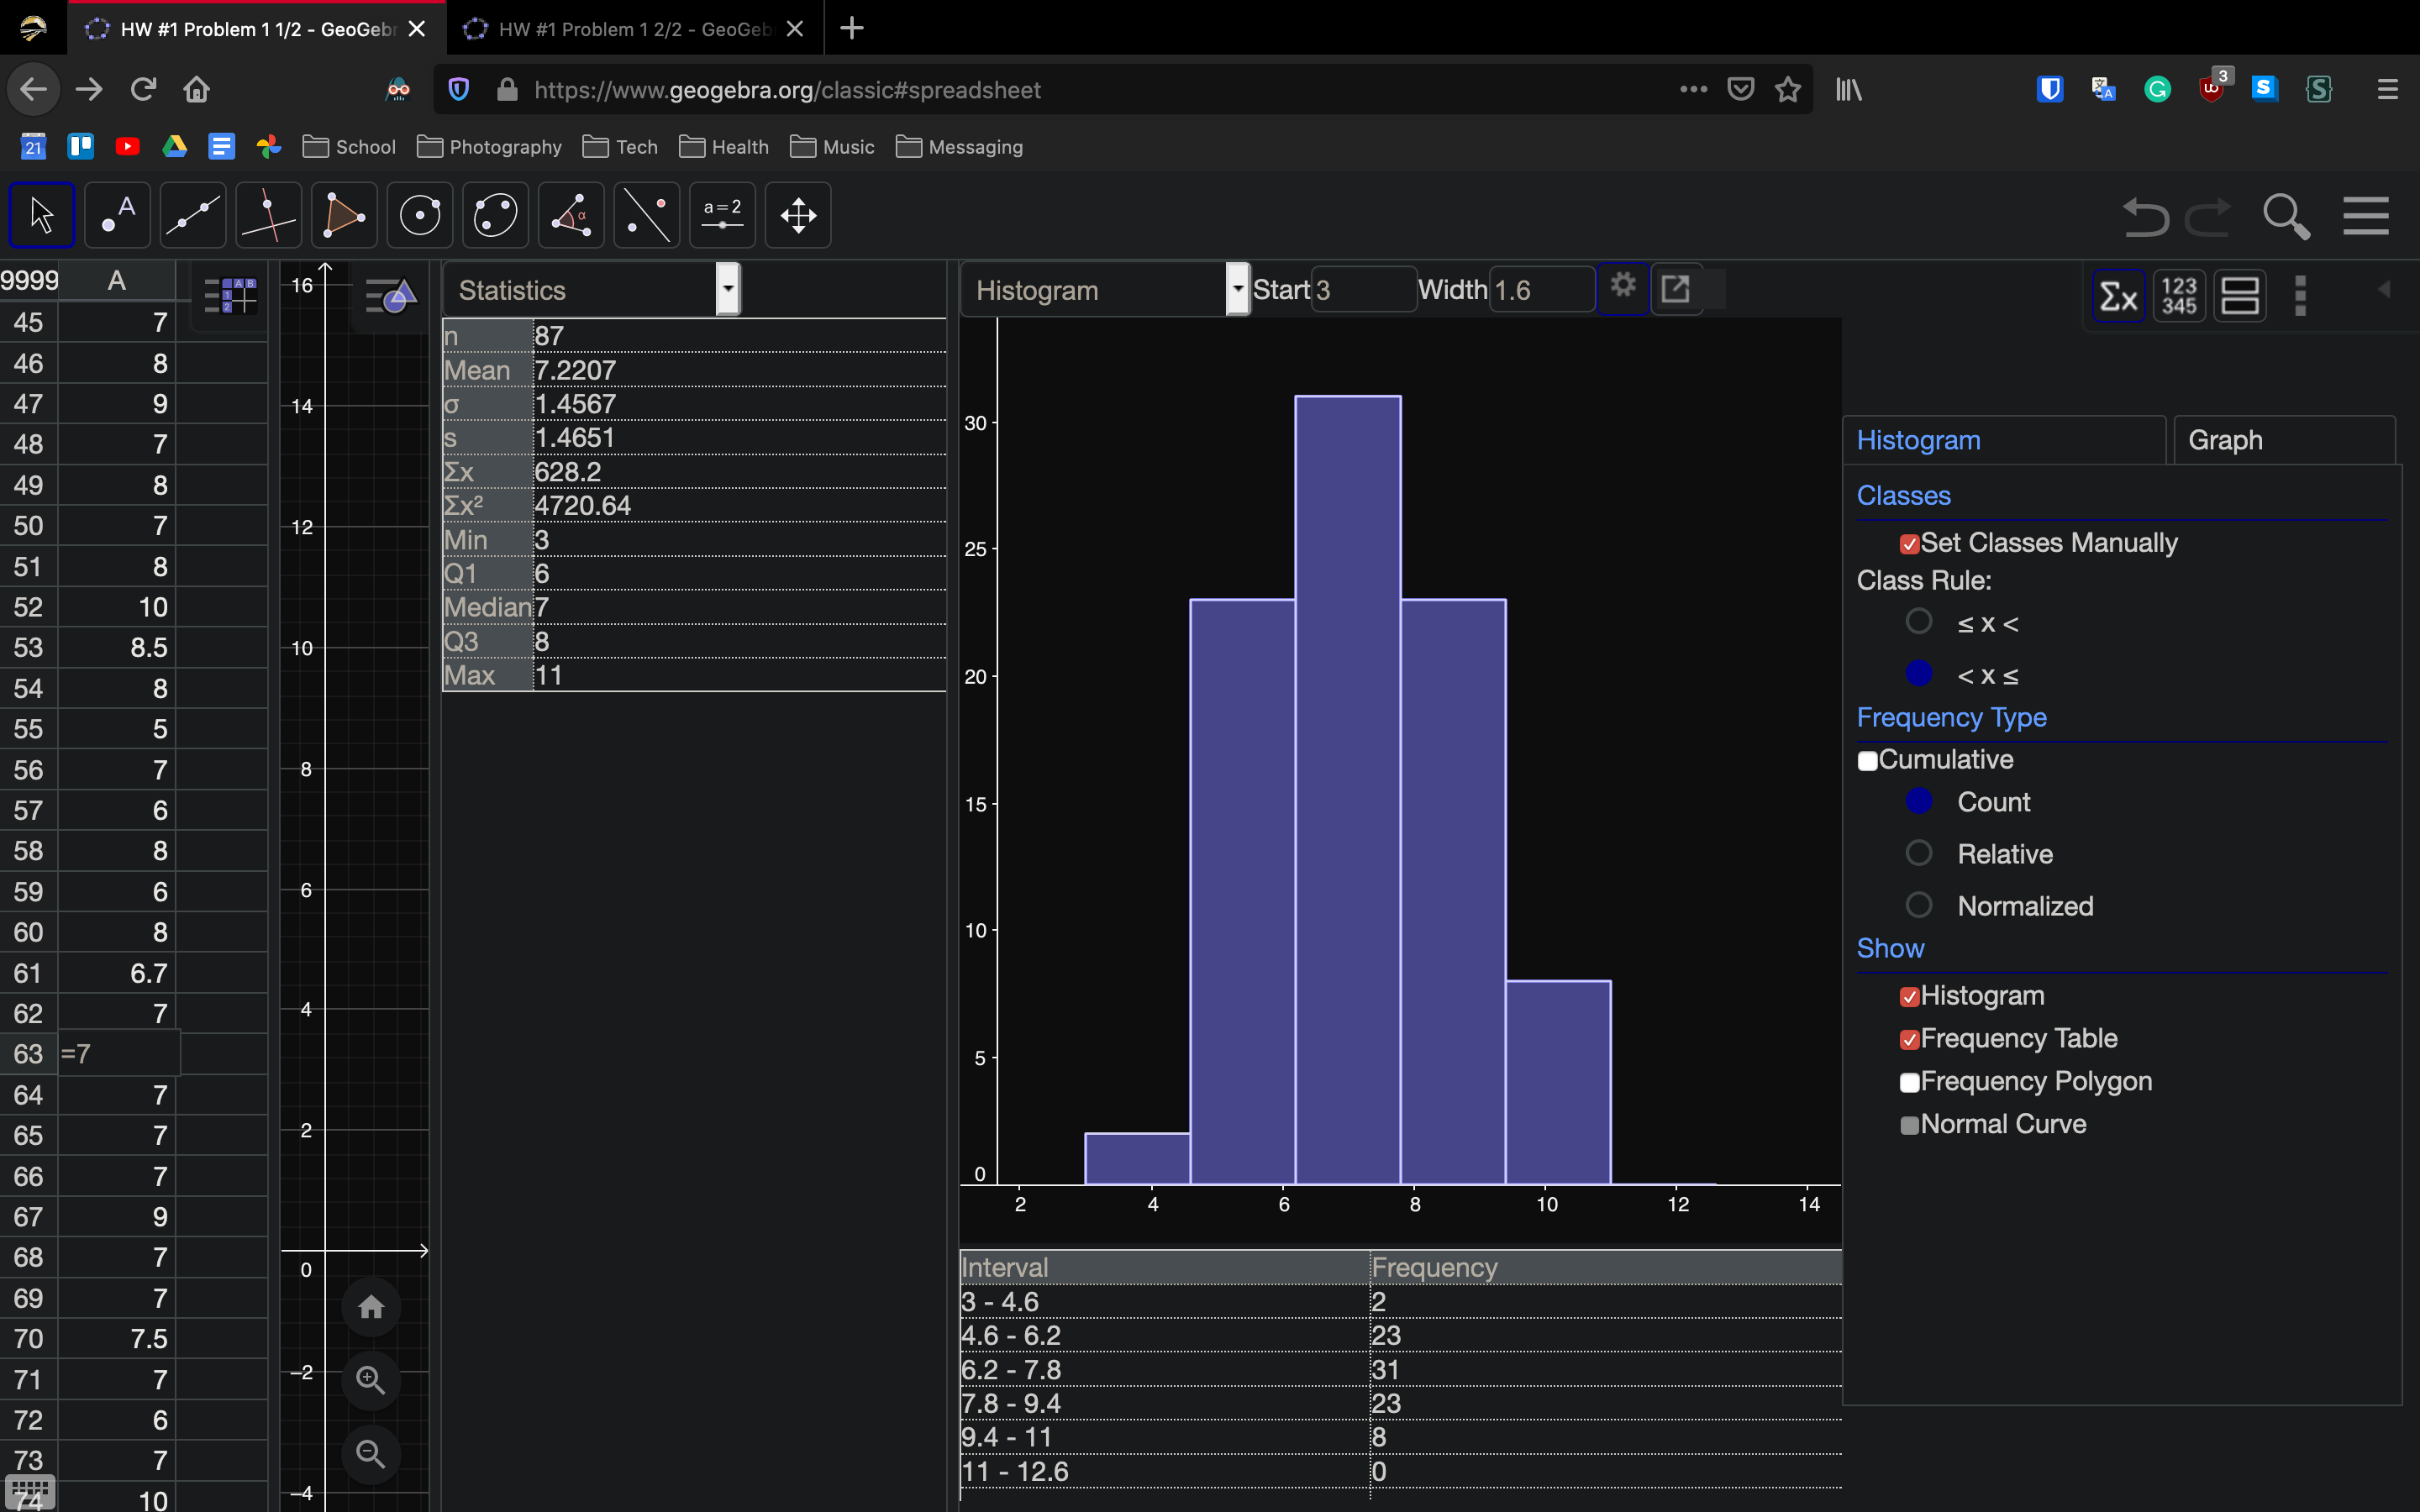 HW #1 Problem 1 1/2 - GeoGebr
HW #1 Problem 1 2/2 - GeoGeb
https://www.geogebra.org/classic#spreadsheet
3
21
School
Photography
Tech
Health
Music
Messaging
A
α
a=2
9999 A
45 7
46 8
47 9
48 7
49 8
50 7
51 8
52 10
53 8.5
54 8
55 5
56 7
57 6
58 8
59 6
60 8
61 6.7
62 7
63 =7
64 7
65 7
66 7
67 9
68 7
69 7
70 7.5
71 7
72 6
73 7
74 10
A B
1
2
16
14
12
10
8
6
4
2
0
–2
–4
Statistics
n 87
Mean 7.2207
σ 1.4567
s 1.4651
Σx 628.2
Σx² 4720.64
Min 3
Q1 6
Median 7
Q3 8
Max 11
Histogram
Start 3
Width 1.6
30
25
20
15
10
5
0
2 4 6 8 10 12 14
Interval Frequency
3 - 4.6 2
4.6 - 6.2 23
6.2 - 7.8 31
7.8 - 9.4 23
9.4 - 11 8
11 - 12.6 0
Σx
123
345
Histogram
Graph
Classes
Set Classes Manually
Class Rule:
≤ x <
< x ≤
Frequency Type
Cumulative
Count
Relative
Normalized
Show
Histogram
Frequency Table
Frequency Polygon
Normal Curve